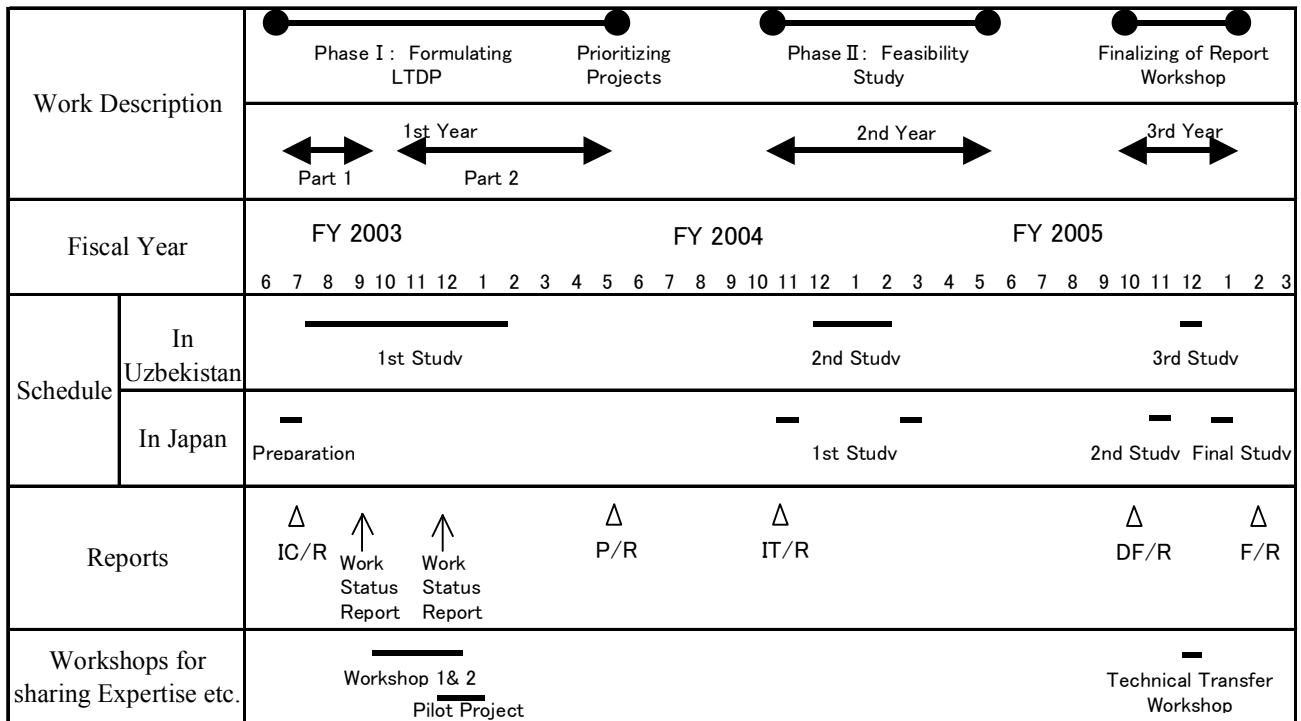 Work Description
Phase Ⅰ: Formulating
LTDP
Prioritizing
Projects
Phase Ⅱ: Feasibility
Study
Finalizing of Report
Workshop
1st Year
2nd Year
3rd Year
Part 1
Part 2
Fiscal Year
FY 2003
FY 2004
FY 2005
6 7 8 9 10 11 12 1 2 3 4 5 6 7 8 9 10 11 12 1 2 3 4 5 6 7 8 9 10 11 12 1 2 3
Schedule
In
Uzbekistan
1st Study
2nd Study
3rd Study
In Japan
Preparation
1st Study
2nd Study
Final Study
Reports
IC/R
Work
Status
Report
Work
Status
Report
P/R
IT/R
DF/R
F/R
Workshops for
sharing Expertise etc.
Workshop 1& 2
Pilot Project
Technical Transfer
Workshop